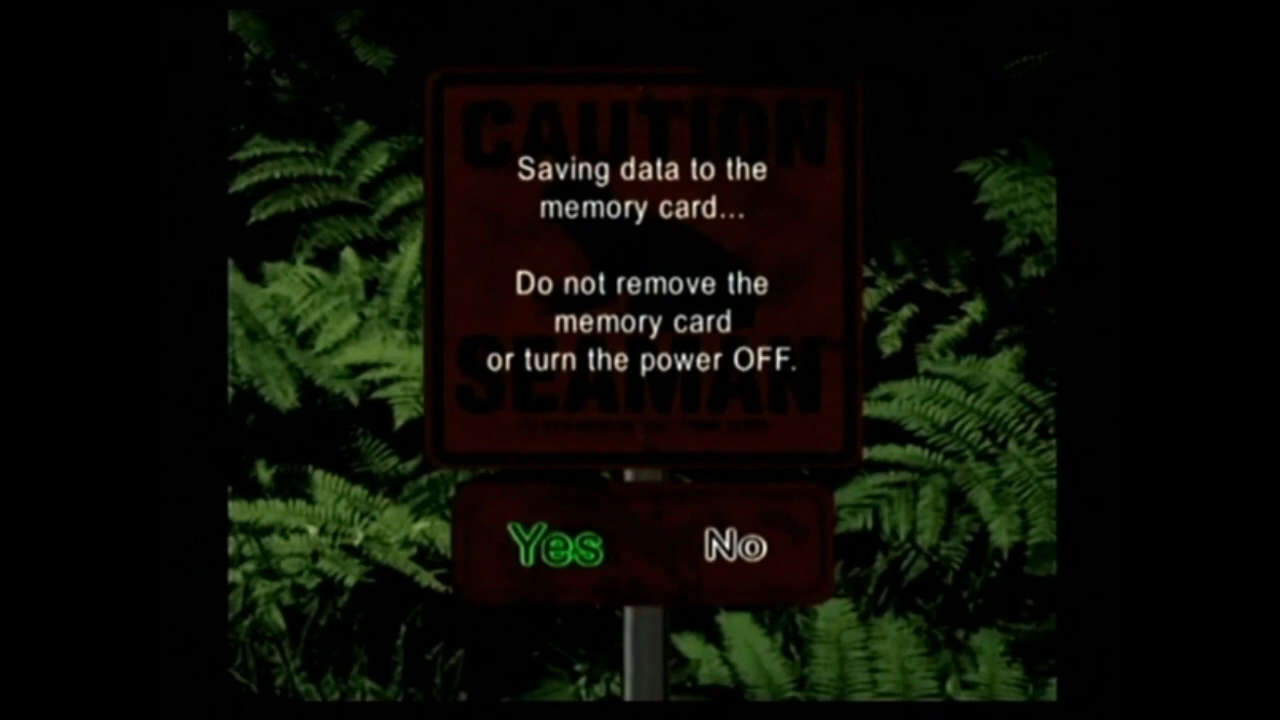 CAUTION
Saving data to the
memory card...
Do not remove the
memory card
or turn the power OFF.
SEAMAN
Yes No